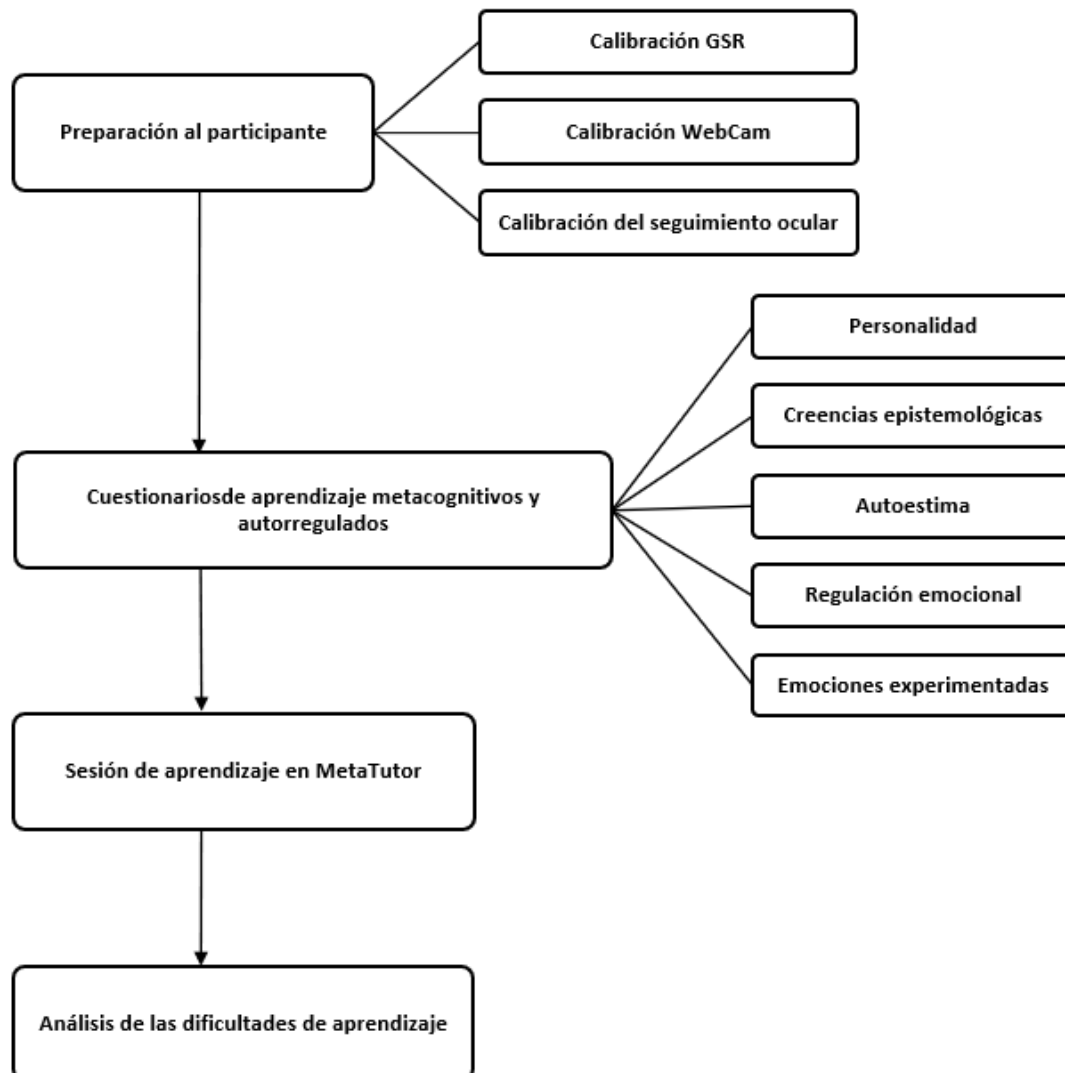 Calibración GSR
Preparación al participante
Calibración WebCam
Calibración del seguimiento ocular
Personalidad
Creencias epistemológicas
Cuestionariosde aprendizaje metacognitivos y
autorregulados
Autoestima
Regulación emocional
Emociones experimentadas
Sesión de aprendizaje en MetaTutor
Análisis de las dificultades de aprendizaje